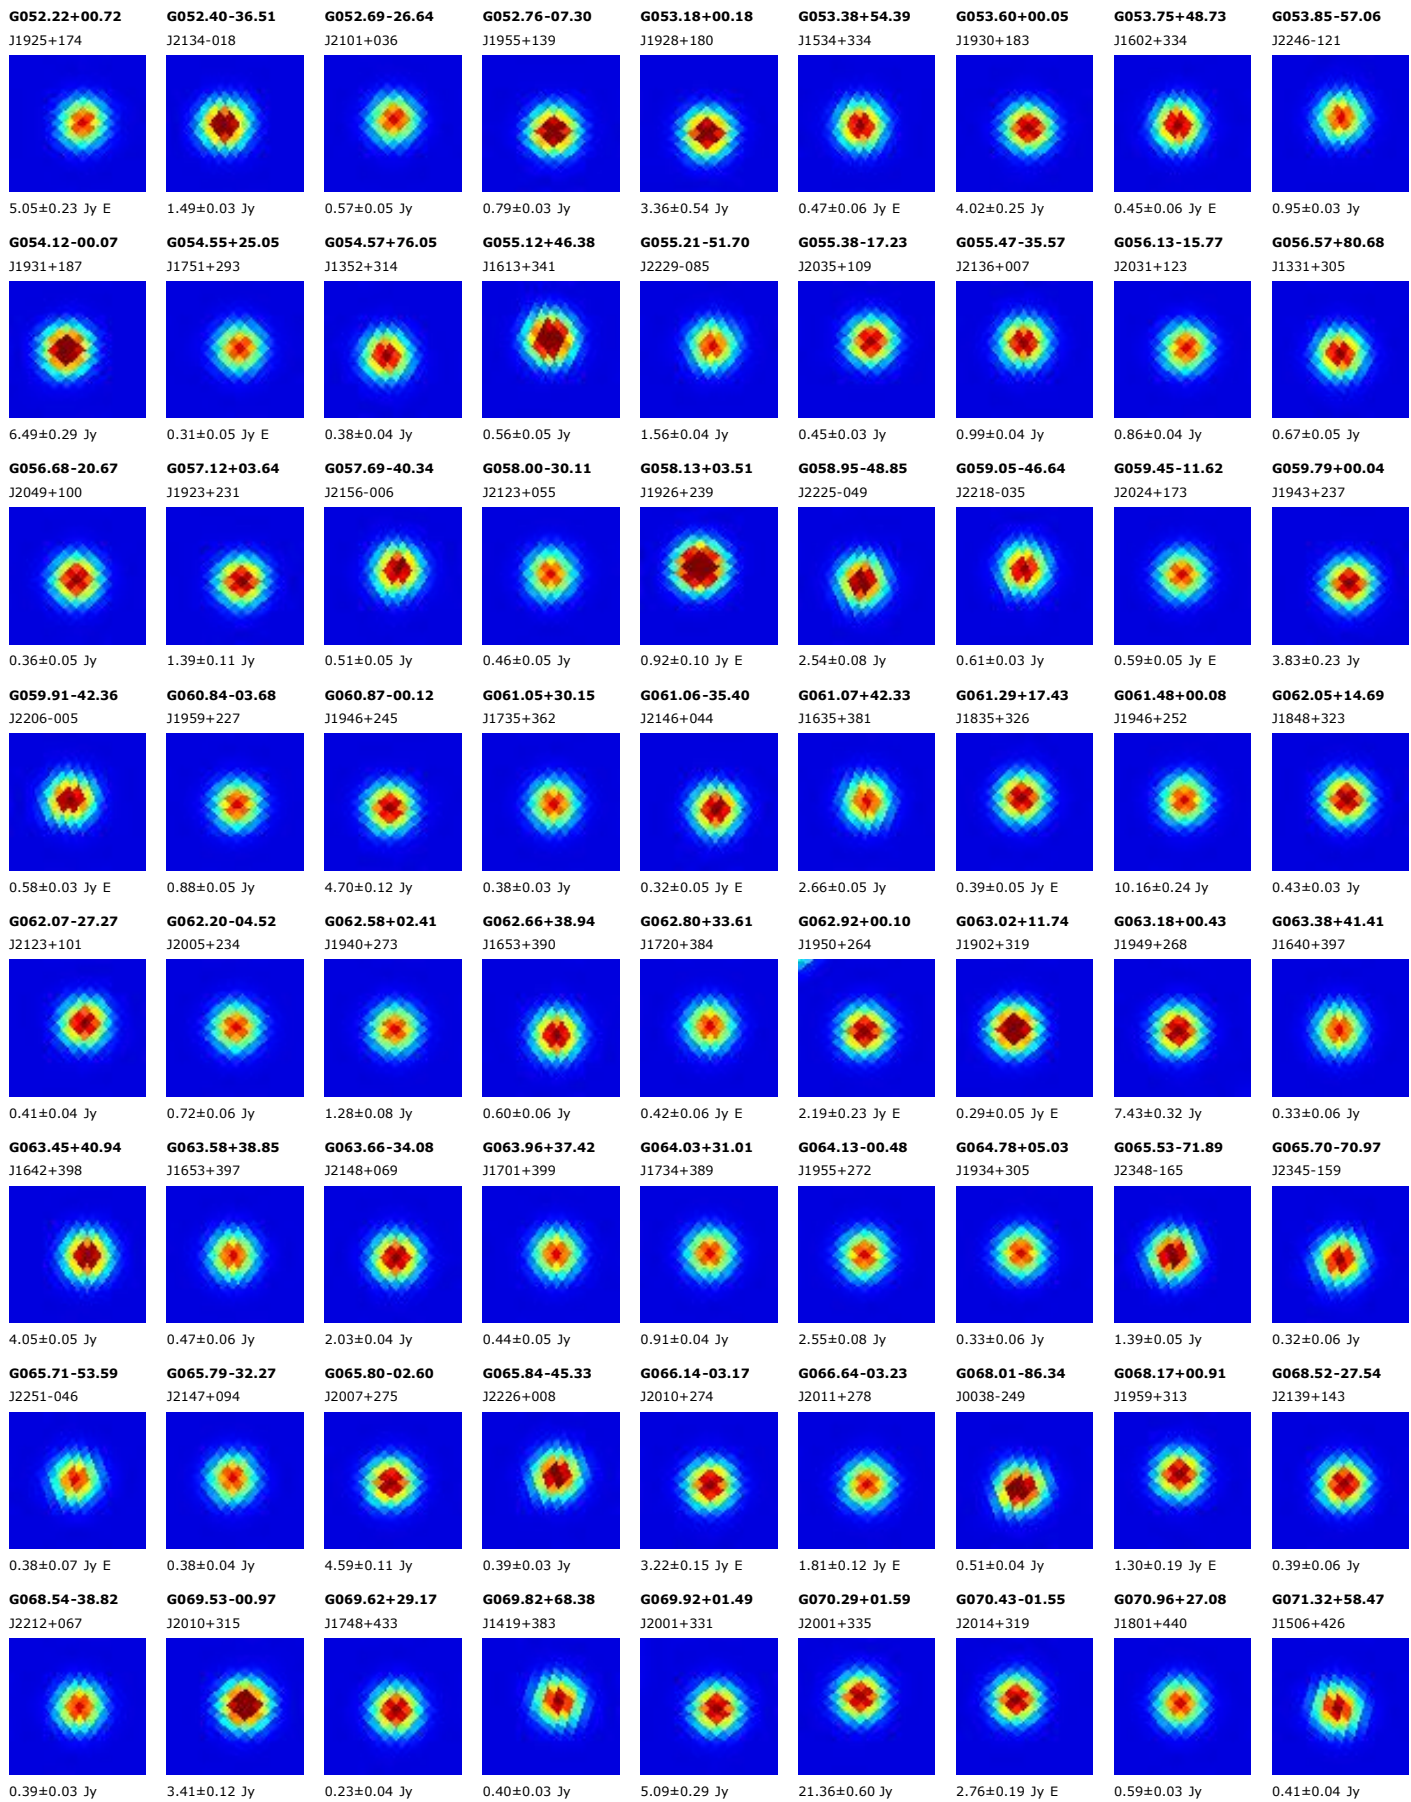 G052.22+00.72 G052.40-36.51 G052.69-26.64 G052.76-07.30 G053.18+00.18 G053.38+54.39 G053.60+00.05 G053.75+48.73 G053.85-57.06
J1925+174 J2134-018 J2101+036 J1955+139 J1928+180 J1534+334 J1930+183 J1602+334 J2246-121
5.05±0.23 Jy E 1.49±0.03 Jy 0.57±0.05 Jy 0.79±0.03 Jy 3.36±0.54 Jy 0.47±0.06 Jy E 4.02±0.25 Jy 0.45±0.06 Jy E 0.95±0.03 Jy
G054.12-00.07 G054.55+25.05 G054.57+76.05 G055.12+46.38 G055.21-51.70 G055.38-17.23 G055.47-35.57 G056.13-15.77 G056.57+80.68
J1931+187 J1751+293 J1352+314 J1613+341 J2229-085 J2035+109 J2136+007 J2031+123 J1331+305
6.49±0.29 Jy 0.31±0.05 Jy E 0.38±0.04 Jy 0.56±0.05 Jy 1.56±0.04 Jy 0.45±0.03 Jy 0.99±0.04 Jy 0.86±0.04 Jy 0.67±0.05 Jy
G056.68-20.67 G057.12+03.64 G057.69-40.34 G058.00-30.11 G058.13+03.51 G058.95-48.85 G059.05-46.64 G059.45-11.62 G059.79+00.04
J2049+100 J1923+231 J2156-006 J2123+055 J1926+239 J2225-049 J2218-035 J2024+173 J1943+237
0.36±0.05 Jy 1.39±0.11 Jy 0.51±0.05 Jy 0.46±0.05 Jy 0.92±0.10 Jy E 2.54±0.08 Jy 0.61±0.03 Jy 0.59±0.05 Jy E 3.83±0.23 Jy
G059.91-42.36 G060.84-03.68 G060.87-00.12 G061.05+30.15 G061.06-35.40 G061.07+42.33 G061.29+17.43 G061.48+00.08 G062.05+14.69
J2206-005 J1959+227 J1946+245 J1735+362 J2146+044 J1635+381 J1835+326 J1946+252 J1848+323
0.58±0.03 Jy E 0.88±0.05 Jy 4.70±0.12 Jy 0.38±0.03 Jy 0.32±0.05 Jy E 2.66±0.05 Jy 0.39±0.05 Jy E 10.16±0.24 Jy 0.43±0.03 Jy
G062.07-27.27 G062.20-04.52 G062.58+02.41 G062.66+38.94 G062.80+33.61 G062.92+00.10 G063.02+11.74 G063.18+00.43 G063.38+41.41
J2123+101 J2005+234 J1940+273 J1653+390 J1720+384 J1950+264 J1902+319 J1949+268 J1640+397
0.41±0.04 Jy 0.72±0.06 Jy 1.28±0.08 Jy 0.60±0.06 Jy 0.42±0.06 Jy E 2.19±0.23 Jy E 0.29±0.05 Jy E 7.43±0.32 Jy 0.33±0.06 Jy
G063.45+40.94 G063.58+38.85 G063.66-34.08 G063.96+37.42 G064.03+31.01 G064.13-00.48 G064.78+05.03 G065.53-71.89 G065.70-70.97
J1642+398 J1653+397 J2148+069 J1701+399 J1734+389 J1955+272 J1934+305 J2348-165 J2345-159
4.05±0.05 Jy 0.47±0.06 Jy 2.03±0.04 Jy 0.44±0.05 Jy 0.91±0.04 Jy 2.55±0.08 Jy 0.33±0.06 Jy 1.39±0.05 Jy 0.32±0.06 Jy
G065.71-53.59 G065.79-32.27 G065.80-02.60 G065.84-45.33 G066.14-03.17 G066.64-03.23 G068.01-86.34 G068.17+00.91 G068.52-27.54
J2251-046 J2147+094 J2007+275 J2226+008 J2010+274 J2011+278 J0038-249 J1959+313 J2139+143
0.38±0.07 Jy E 0.38±0.04 Jy 4.59±0.11 Jy 0.39±0.03 Jy 3.22±0.15 Jy E 1.81±0.12 Jy E 0.51±0.04 Jy 1.30±0.19 Jy E 0.39±0.06 Jy
G068.54-38.82 G069.53-00.97 G069.62+29.17 G069.82+68.38 G069.92+01.49 G070.29+01.59 G070.43-01.55 G070.96+27.08 G071.32+58.47
J2212+067 J2010+315 J1748+433 J1419+383 J2001+331 J2001+335 J2014+319 J1801+440 J1506+426
0.39±0.03 Jy 3.41±0.12 Jy 0.23±0.04 Jy 0.40±0.03 Jy 5.09±0.29 Jy 21.36±0.60 Jy 2.76±0.19 Jy E 0.59±0.03 Jy 0.41±0.04 Jy